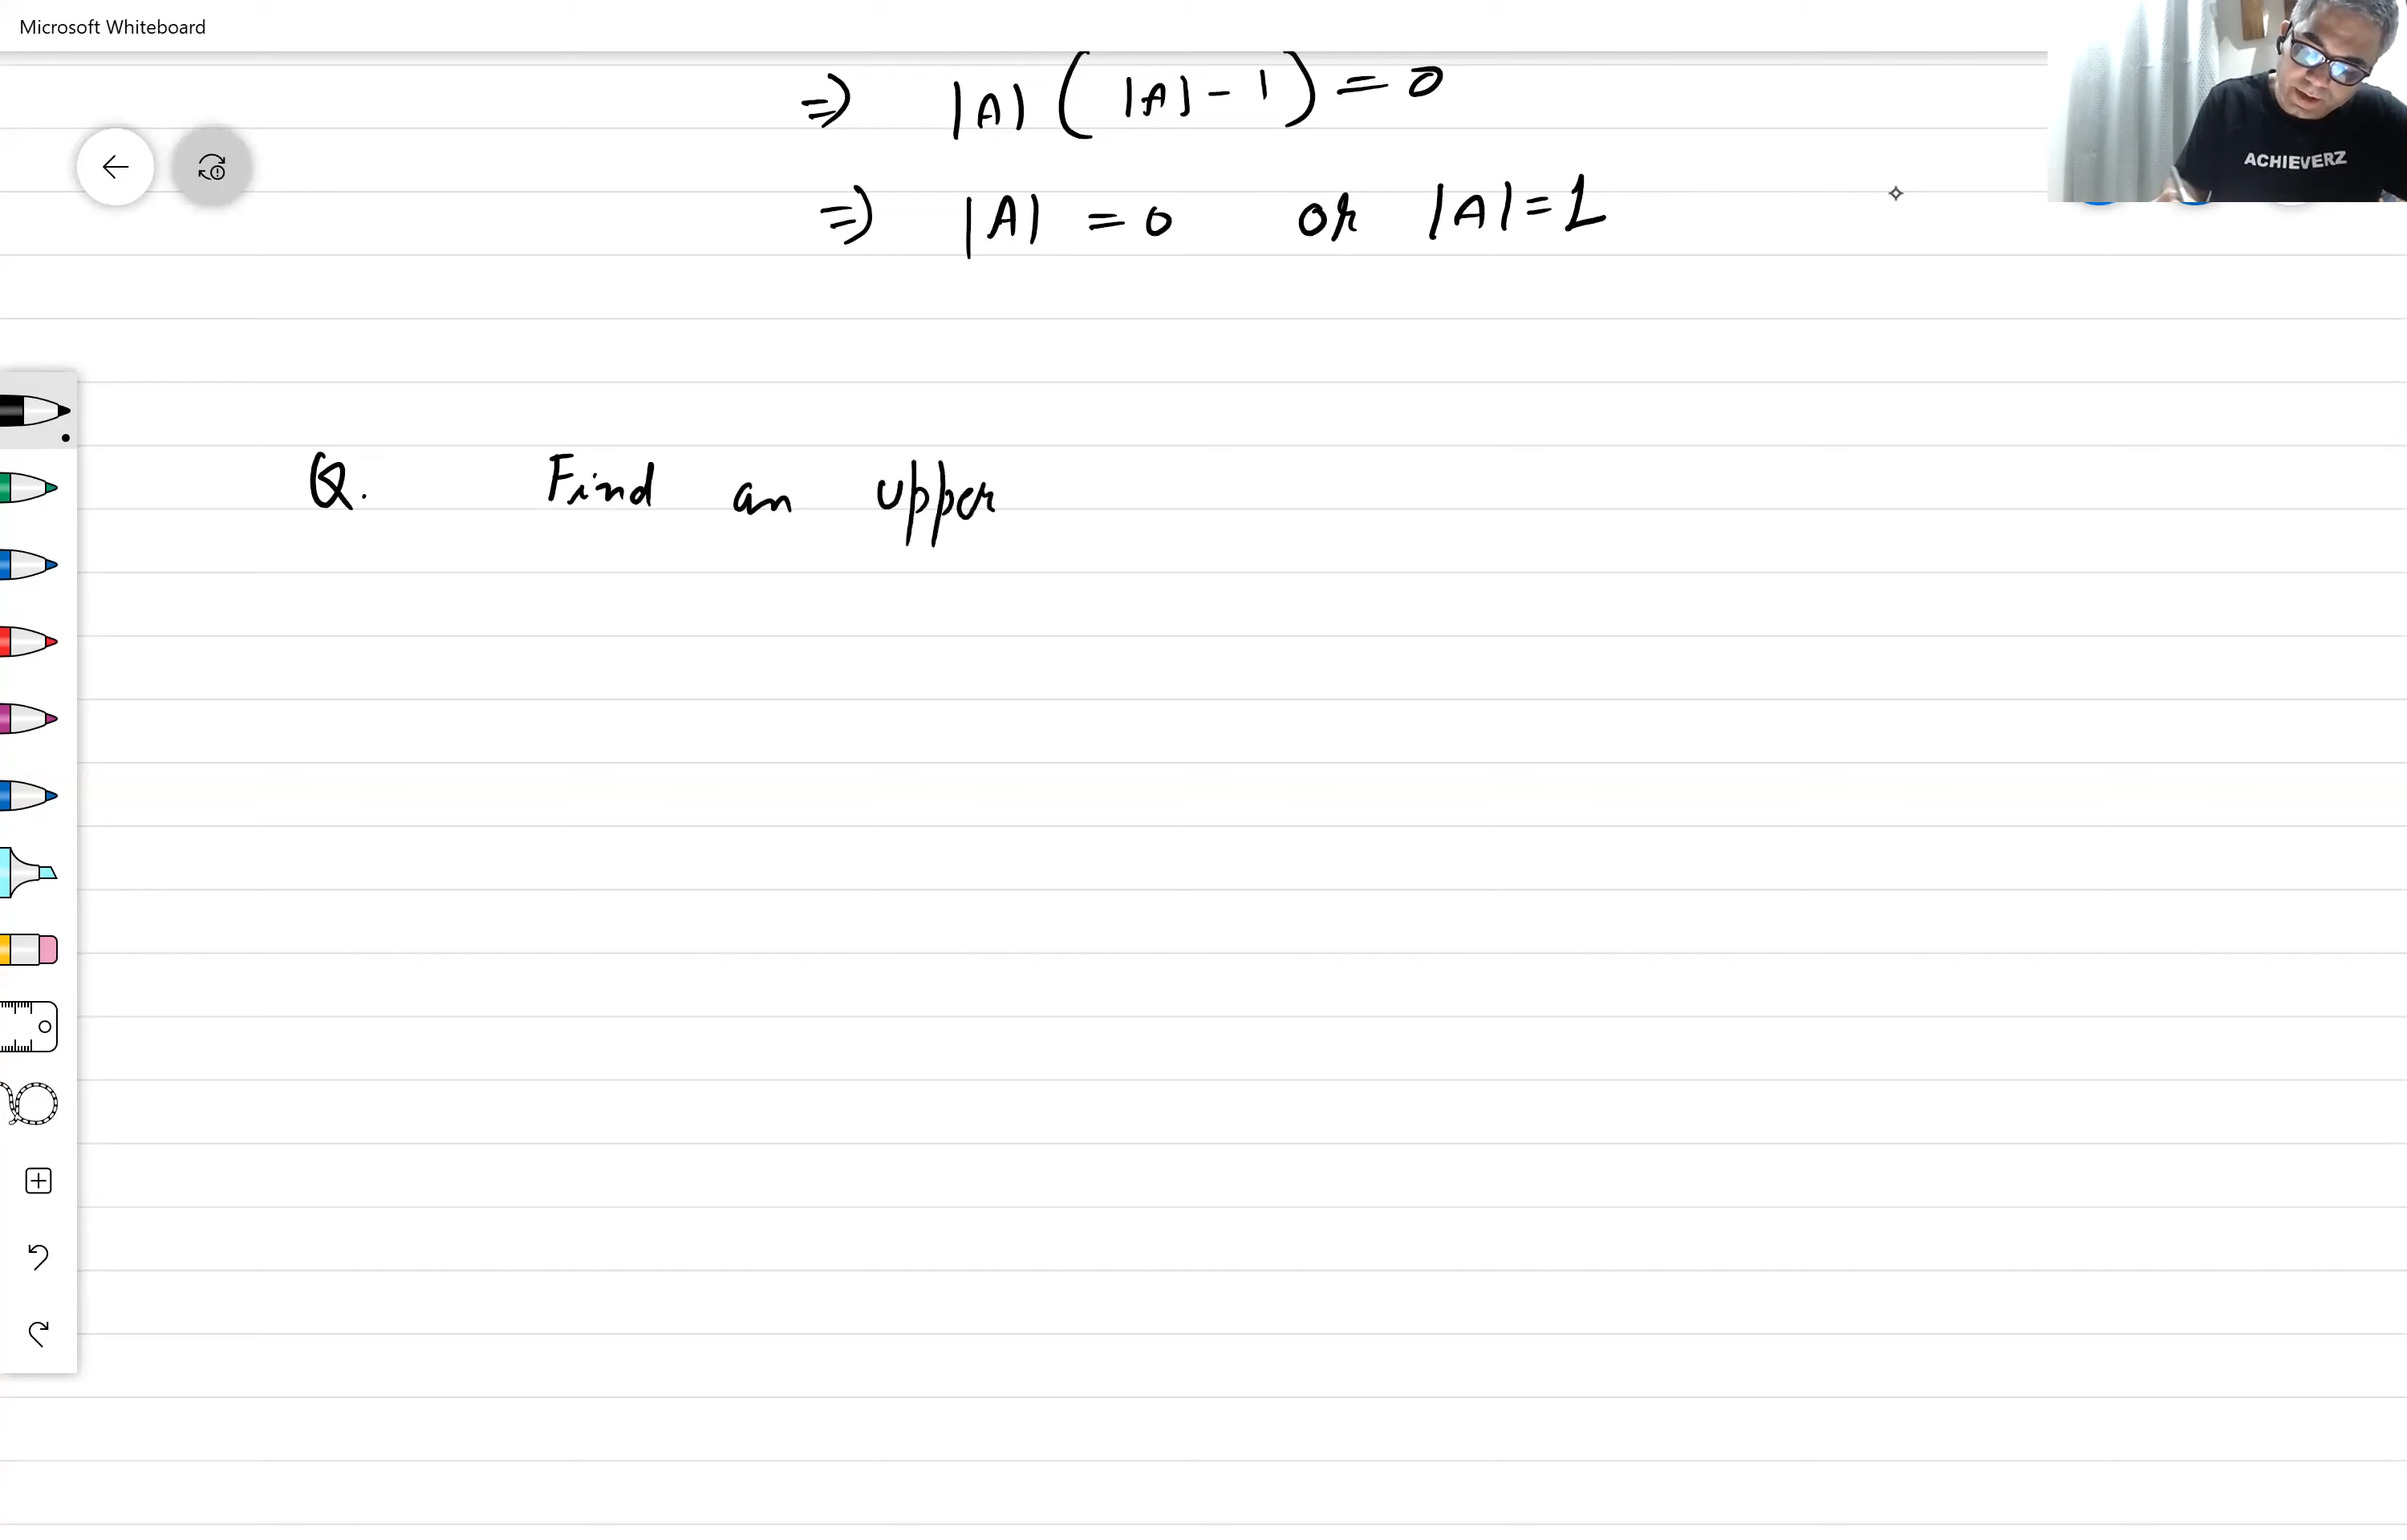 Microsoft Whiteboard
⇒ |A| ( |A| - 1 ) = 0
ACHIEVERZ
⇒ |A| = 0 or |A| = 1
Q. Find an upper